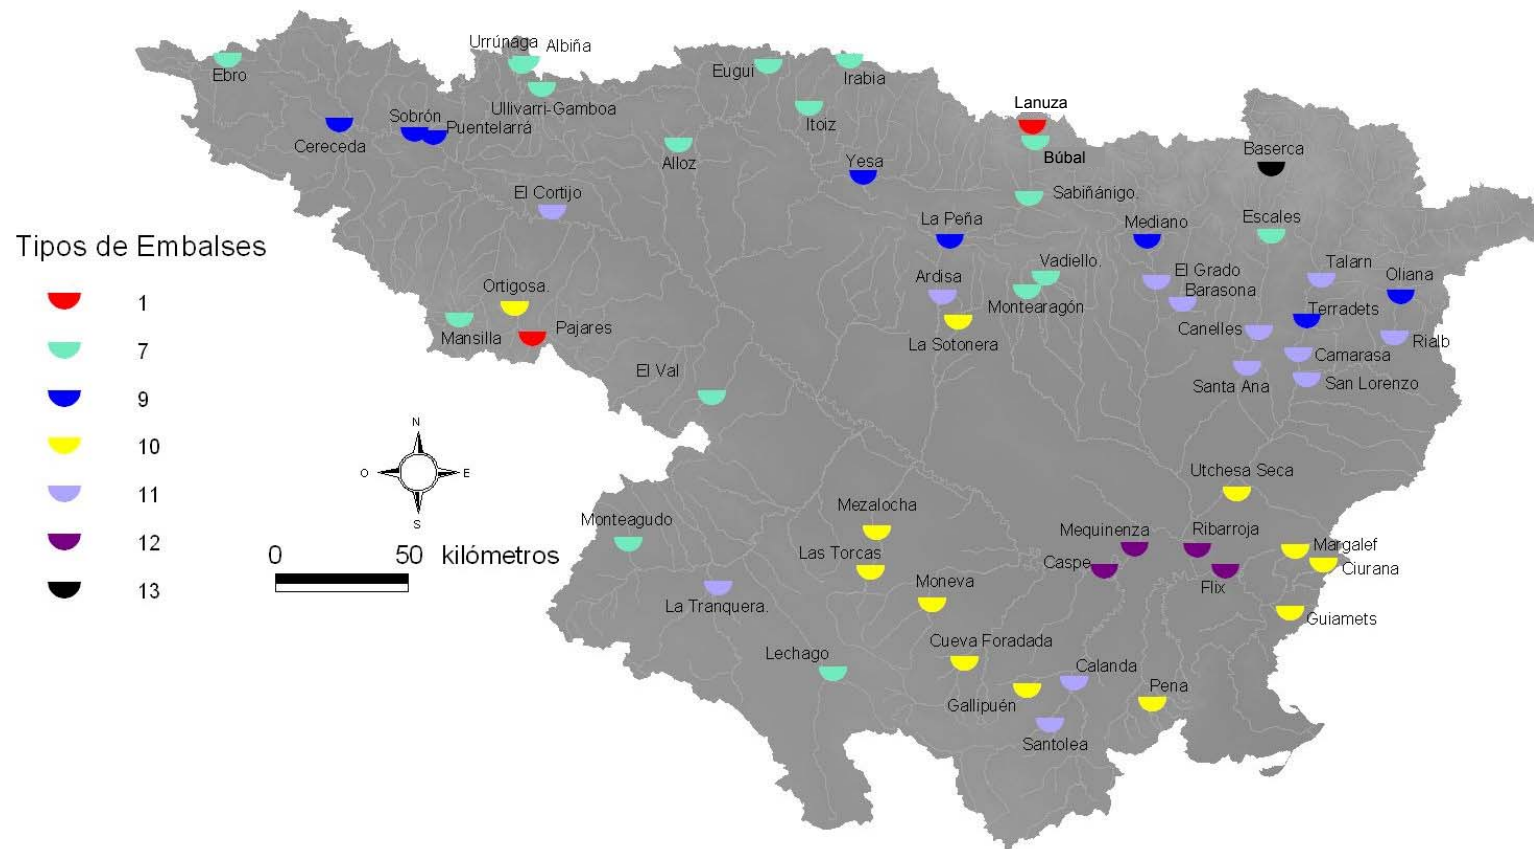 Urrúnaga
Albiña
Ebro
Eugui
Irabia
Ullivarri-Gamboa
Lanuza
Sobrón
Puentelarrá
Itoiz
Cereceda
Alloz
Yesa
Búbal
Baserca
El Cortijo
Sabiñánigo.
La Peña
Mediano
Escales
Tipos de Embalses
Vadiello.
Talarn
Ardisa
El Grado
Oliana
Barasona
1
Ortigosa.
Montearagón
Terradets
Pajares
Mansilla
La Sotonera
Canelles
Rialb
7
Camarasa
El Val
Santa Ana
San Lorenzo
9
N
10
O
E
Utchesa Seca
11
S
Mezalocha
Monteagudo
Mequinenza
Ribarroja
12
0
50 kilómetros
Las Torcas
Margalef
Caspe
Ciurana
Moneva
Flix
13
La Tranquera.
Guiamets
Cueva Foradada
Lechago
Calanda
Pena
Gallipuén
Santolea